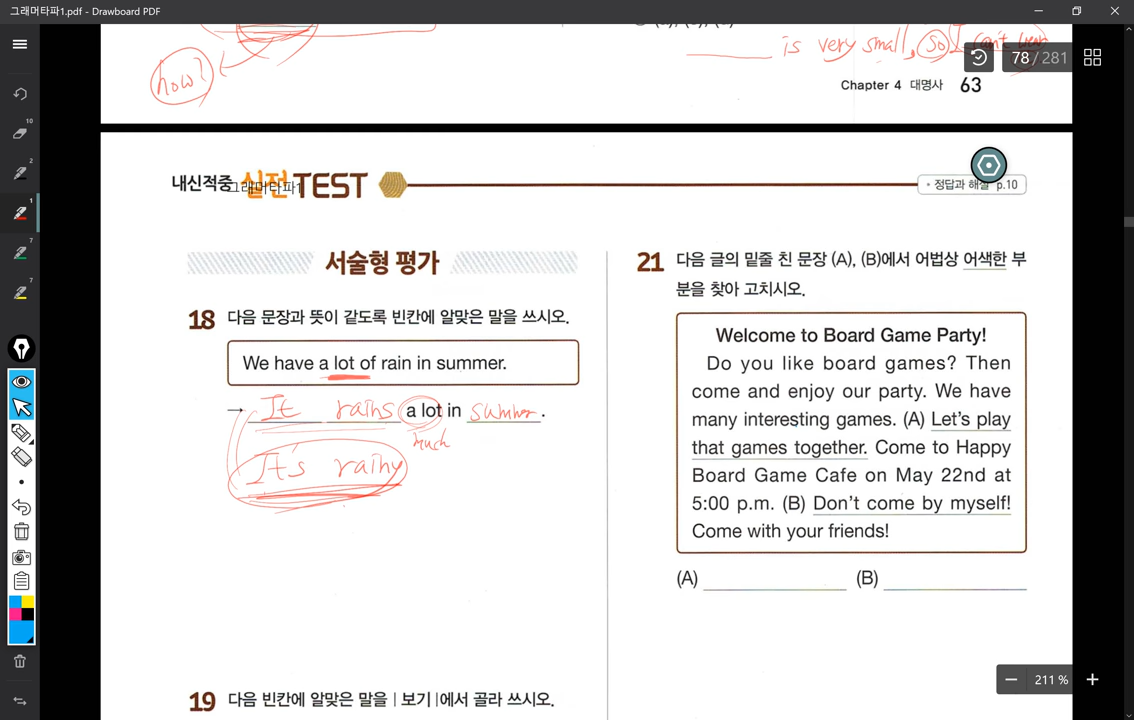 그래머타파1.pdf - Drawboard PDF
is very small, so I can't
how?
78 / 281
Chapter 4 대명사 63
내신적중 실전 TEST
그래머타파1
정답과 해설 p.10
서술형 평가
18 다음 문장과 뜻이 같도록 빈칸에 알맞은 말을 쓰시오.
We have a lot of rain in summer.
→ It rains a lot in summer.
much
It's rainy
19 다음 빈칸에 알맞은 말을 |보기|에서 골라 쓰시오.
21 다음 글의 밑줄 친 문장 (A), (B)에서 어법상 어색한 부
분을 찾아 고치시오.
Welcome to Board Game Party!
Do you like board games? Then
come and enjoy our party. We have
many interesting games. (A) Let's play
that games together. Come to Happy
Board Game Cafe on May 22nd at
5:00 p.m. (B) Don't come by myself!
Come with your friends!
(A) (B)
10
2
1
7
7
211 %